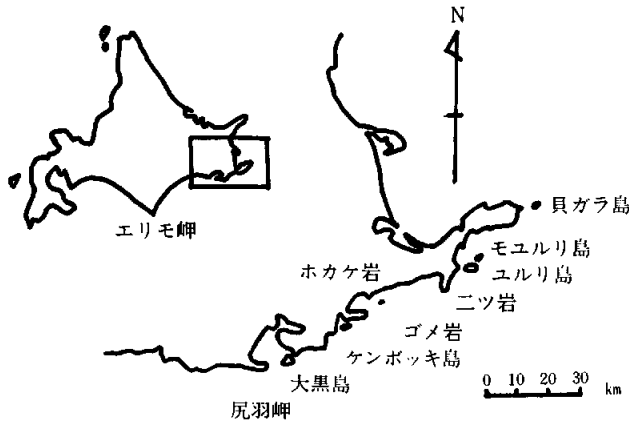 N
エリモ岬
貝ガラ島
モユルリ島
ユルリ島
ホカケ岩
二ツ岩
ゴメ岩
ケンボッキ島
大黒島
尻羽岬
0 10 20 30 km